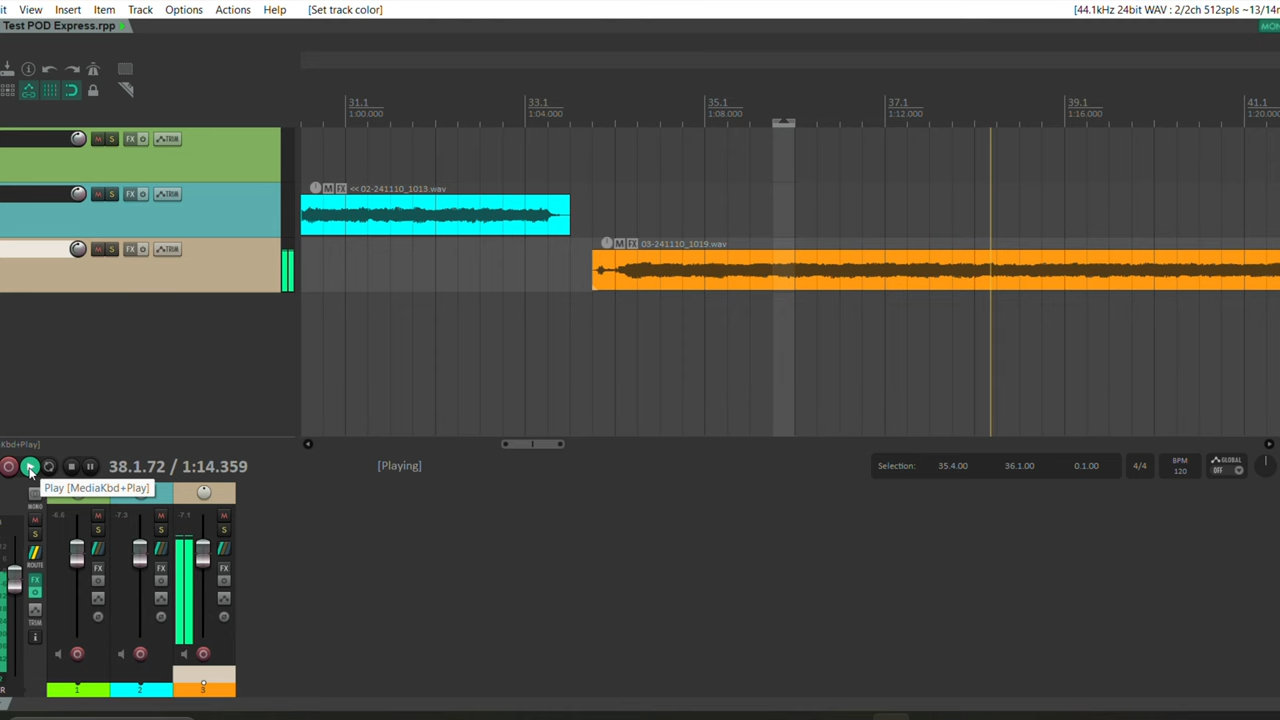 it View Insert Item Track Options Actions Help [Set track color] [44.1kHz 24bit WAV : 2/2ch 512spls ~13/14m
Test POD Express.rpp
MON
31.1 33.1 35.1 37.1 39.1 41.1
1:00.000 1:04.000 1:08.000 1:12.000 1:16.000 1:20.000
M S FX TRIM
M FX << 02-241110_1013.wav
M S FX TRIM
M FX 03-241110_1019.wav
M S FX TRIM
Kbd+Play]
38.1.72 / 1:14.359 [Playing] Selection: 35.4.00 36.1.00 0.1.00 4/4 BPM 120 GLOBAL OFF
Play [MediaKbd+Play]
MONO
-6.6 M -7.3 M -7.1 M
M S S S
S
ROUTE
FX FX FX
FX
TRIM
R
1 2 3